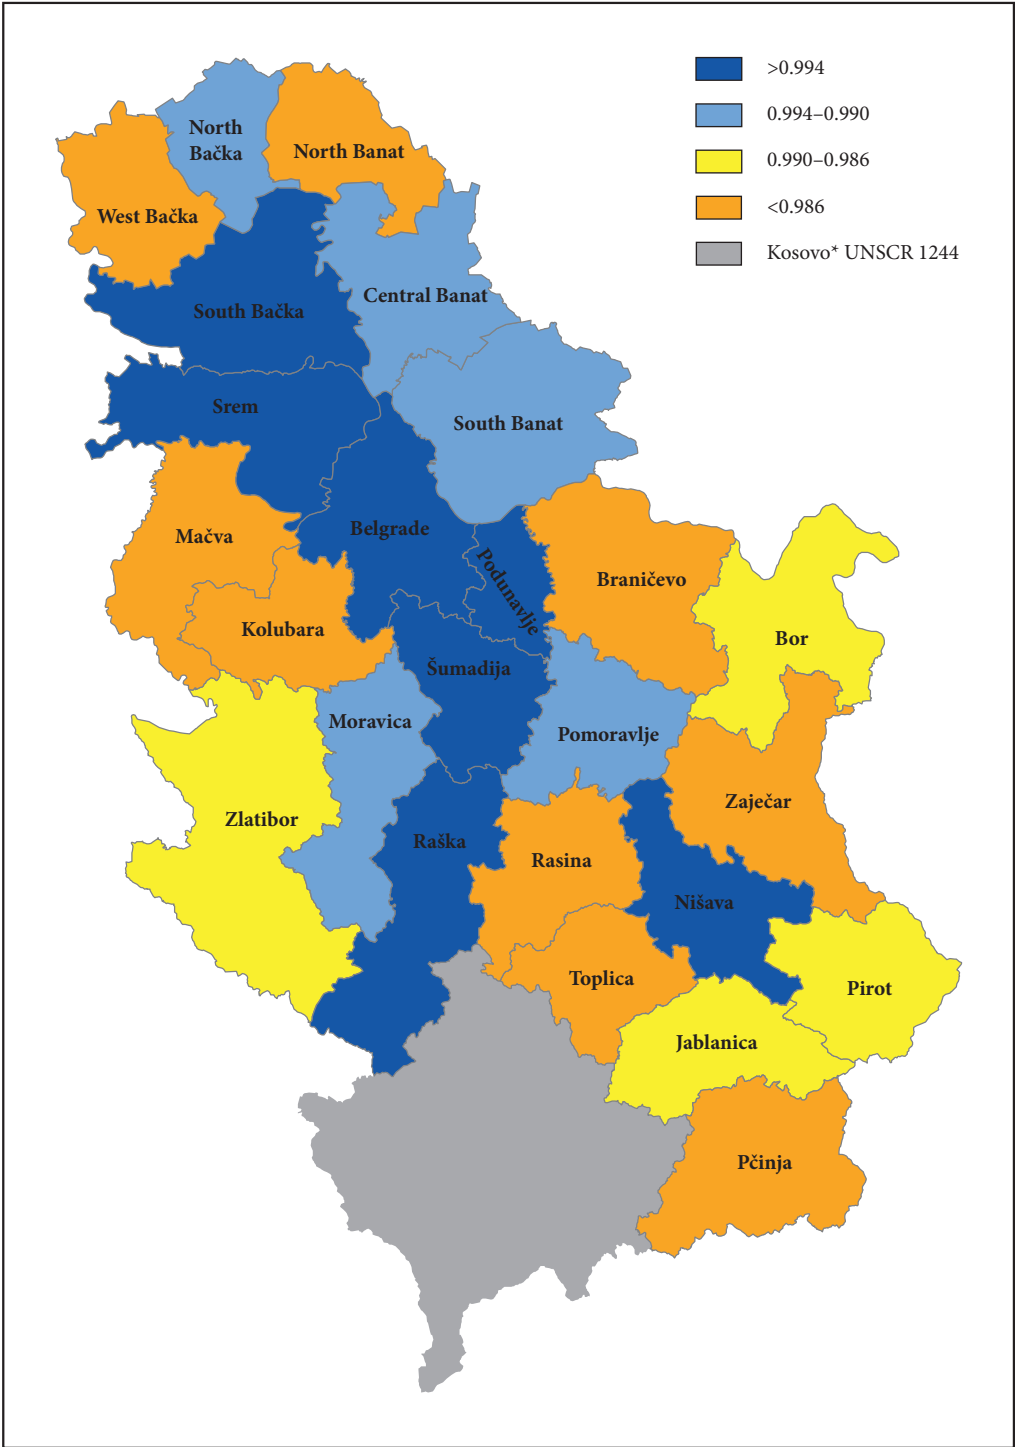 >0.994
0.994–0.990
0.990–0.986
<0.986
Kosovo* UNSCR 1244
North
Bačka
North Banat
West Bačka
Central Banat
South Bačka
Srem
South Banat
Belgrade
Mačva
Podunavlje
Braničevo
Kolubara
Bor
Šumadija
Moravica
Pomoravlje
Zaječar
Zlatibor
Raška
Rasina
Nišava
Toplica
Pirot
Jablanica
Pčinja